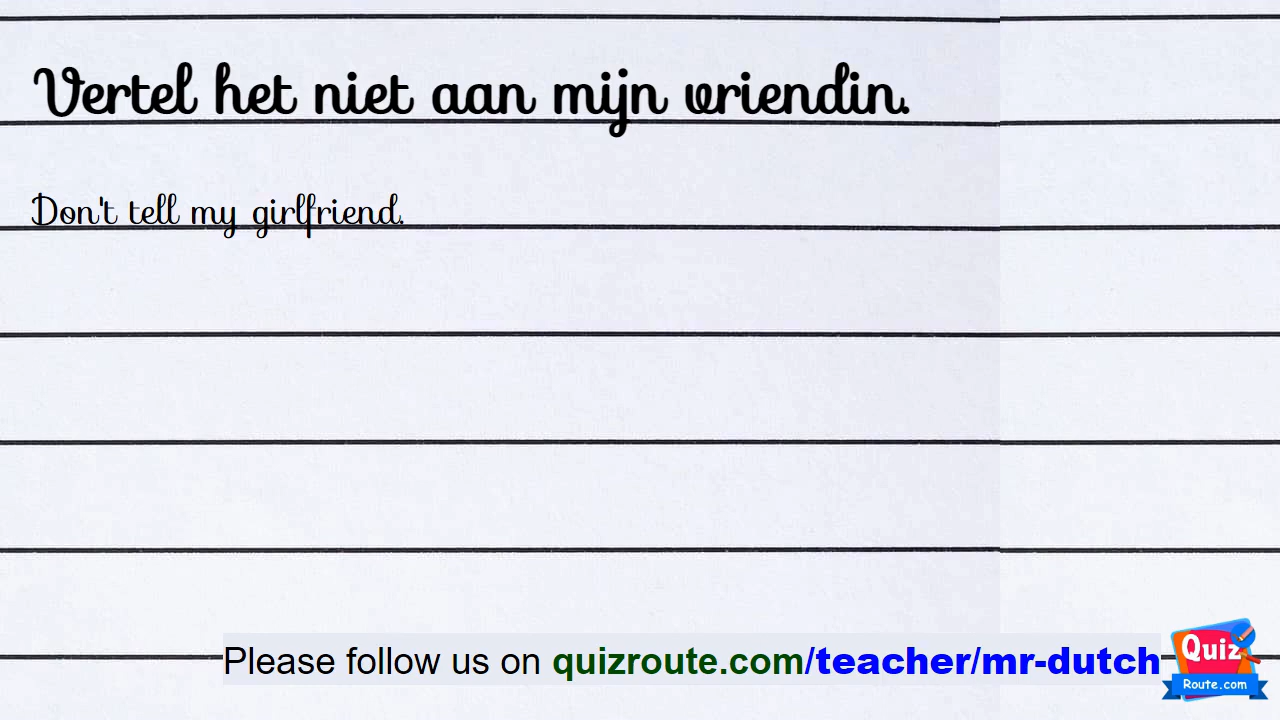 Vertel het niet aan mijn vriendin.
Don't tell my girlfriend.
Please follow us on quizroute.com/teacher/mr-dutch
Quiz
Route.com